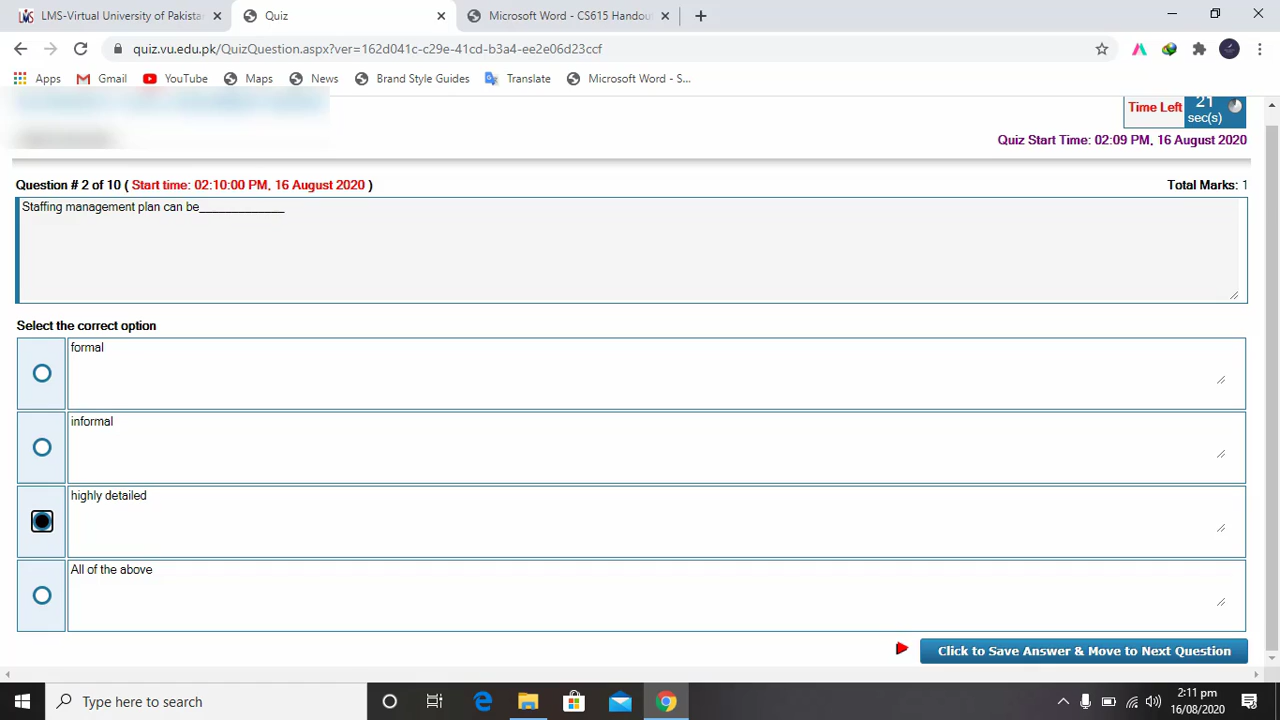 LMS-Virtual University of Pakistan
Quiz
Microsoft Word - CS615 Handout
quiz.vu.edu.pk/QuizQuestion.aspx?ver=162d041c-c29e-41cd-b3a4-ee2e06d23ccf
Apps
Gmail
YouTube
Maps
News
Brand Style Guides
Translate
Microsoft Word - S...
Time Left
21
sec(s)
Quiz Start Time: 02:09 PM, 16 August 2020
Question # 2 of 10 ( Start time: 02:10:00 PM, 16 August 2020 )
Total Marks: 1
Staffing management plan can be______________
Select the correct option
formal
informal
highly detailed
All of the above
Click to Save Answer & Move to Next Question
Type here to search
2:11 pm
16/08/2020